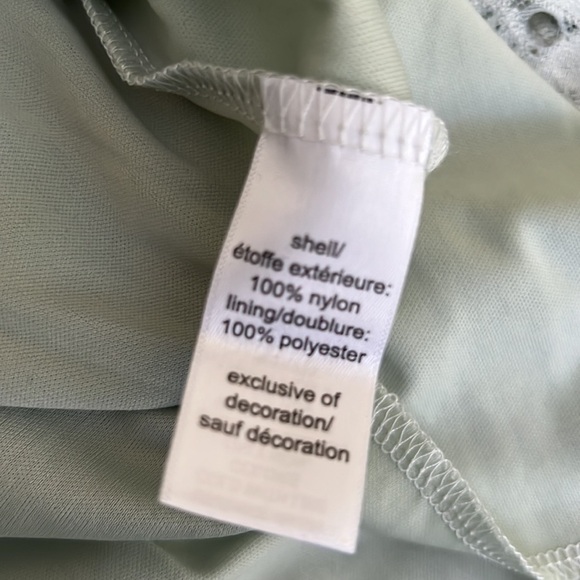 shell/
étoffe extérieure:
100% nylon
lining/doublure:
100% polyester
exclusive of
decoration/
sauf décoration